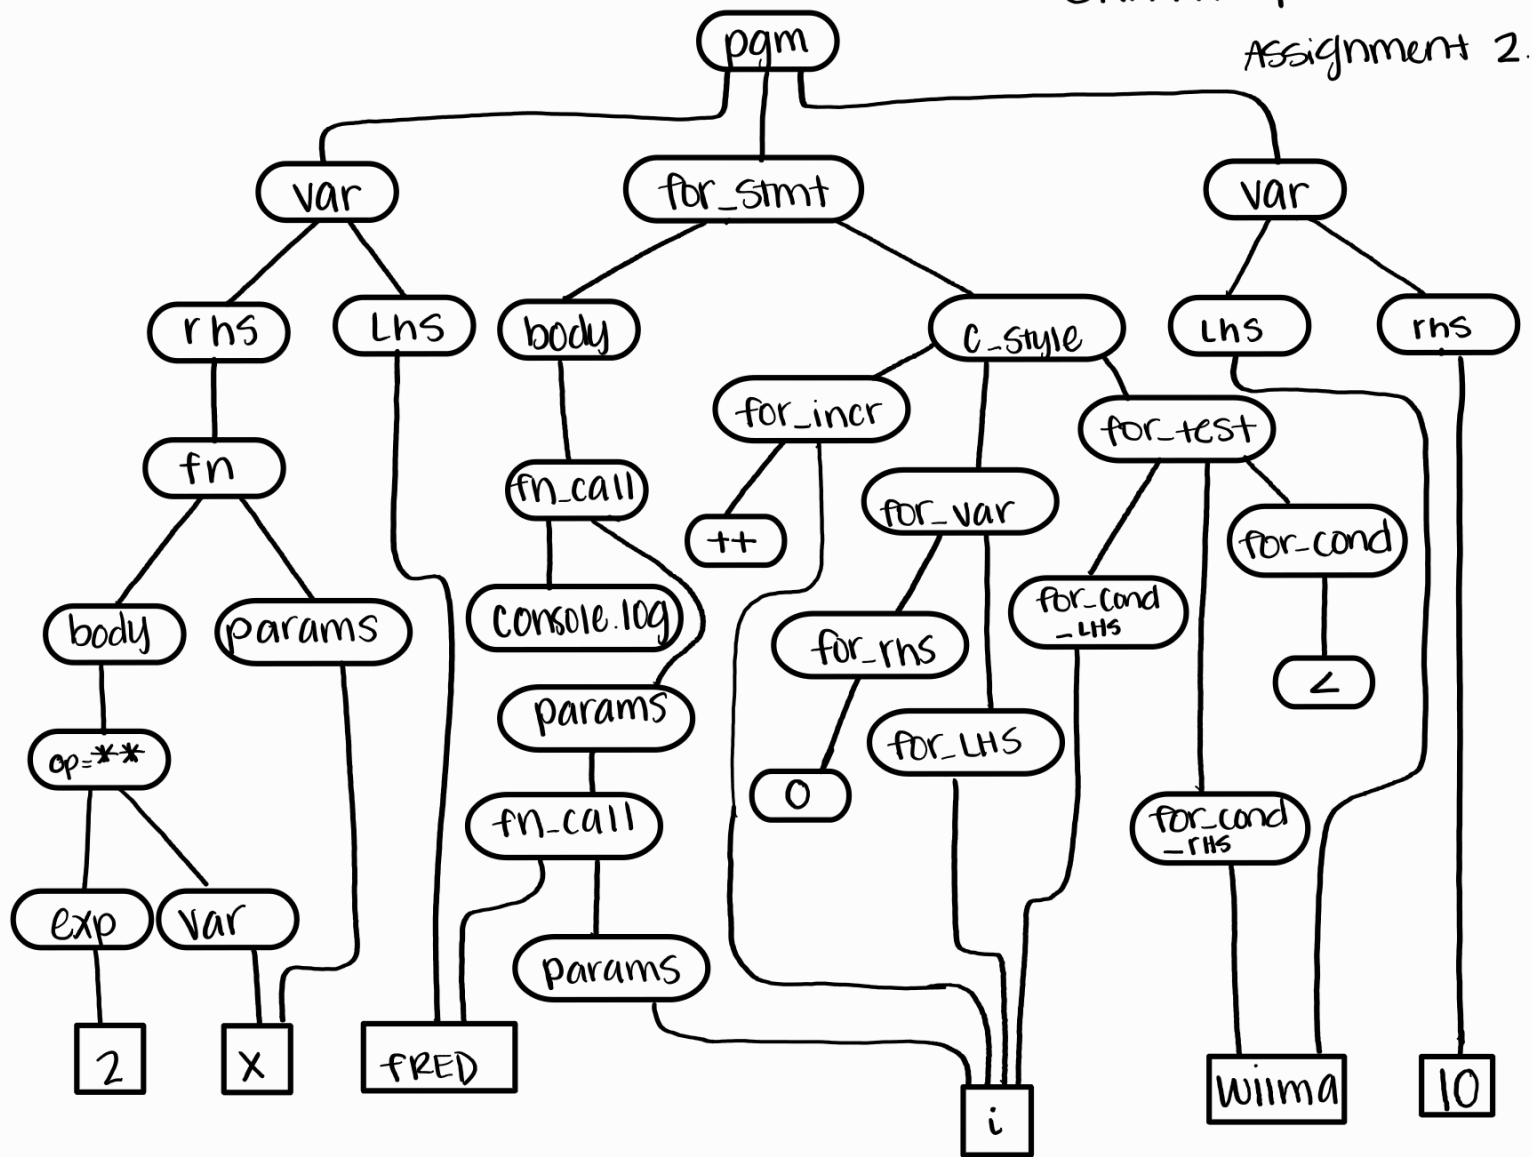 Assignment 2.
pgm
var
for_stmt
var
rhs
Lhs
body
C_style
Lhs
rhs
for_incr
for_test
fn
fn_call
++
for_var
for_cond
for_cond
_LHS
console.log
body
params
for_rhs
<
params
for_LHS
op=**
0
fn_call
for_cond
_rHS
exp
var
params
2
X
fRED
i
Wilma
10